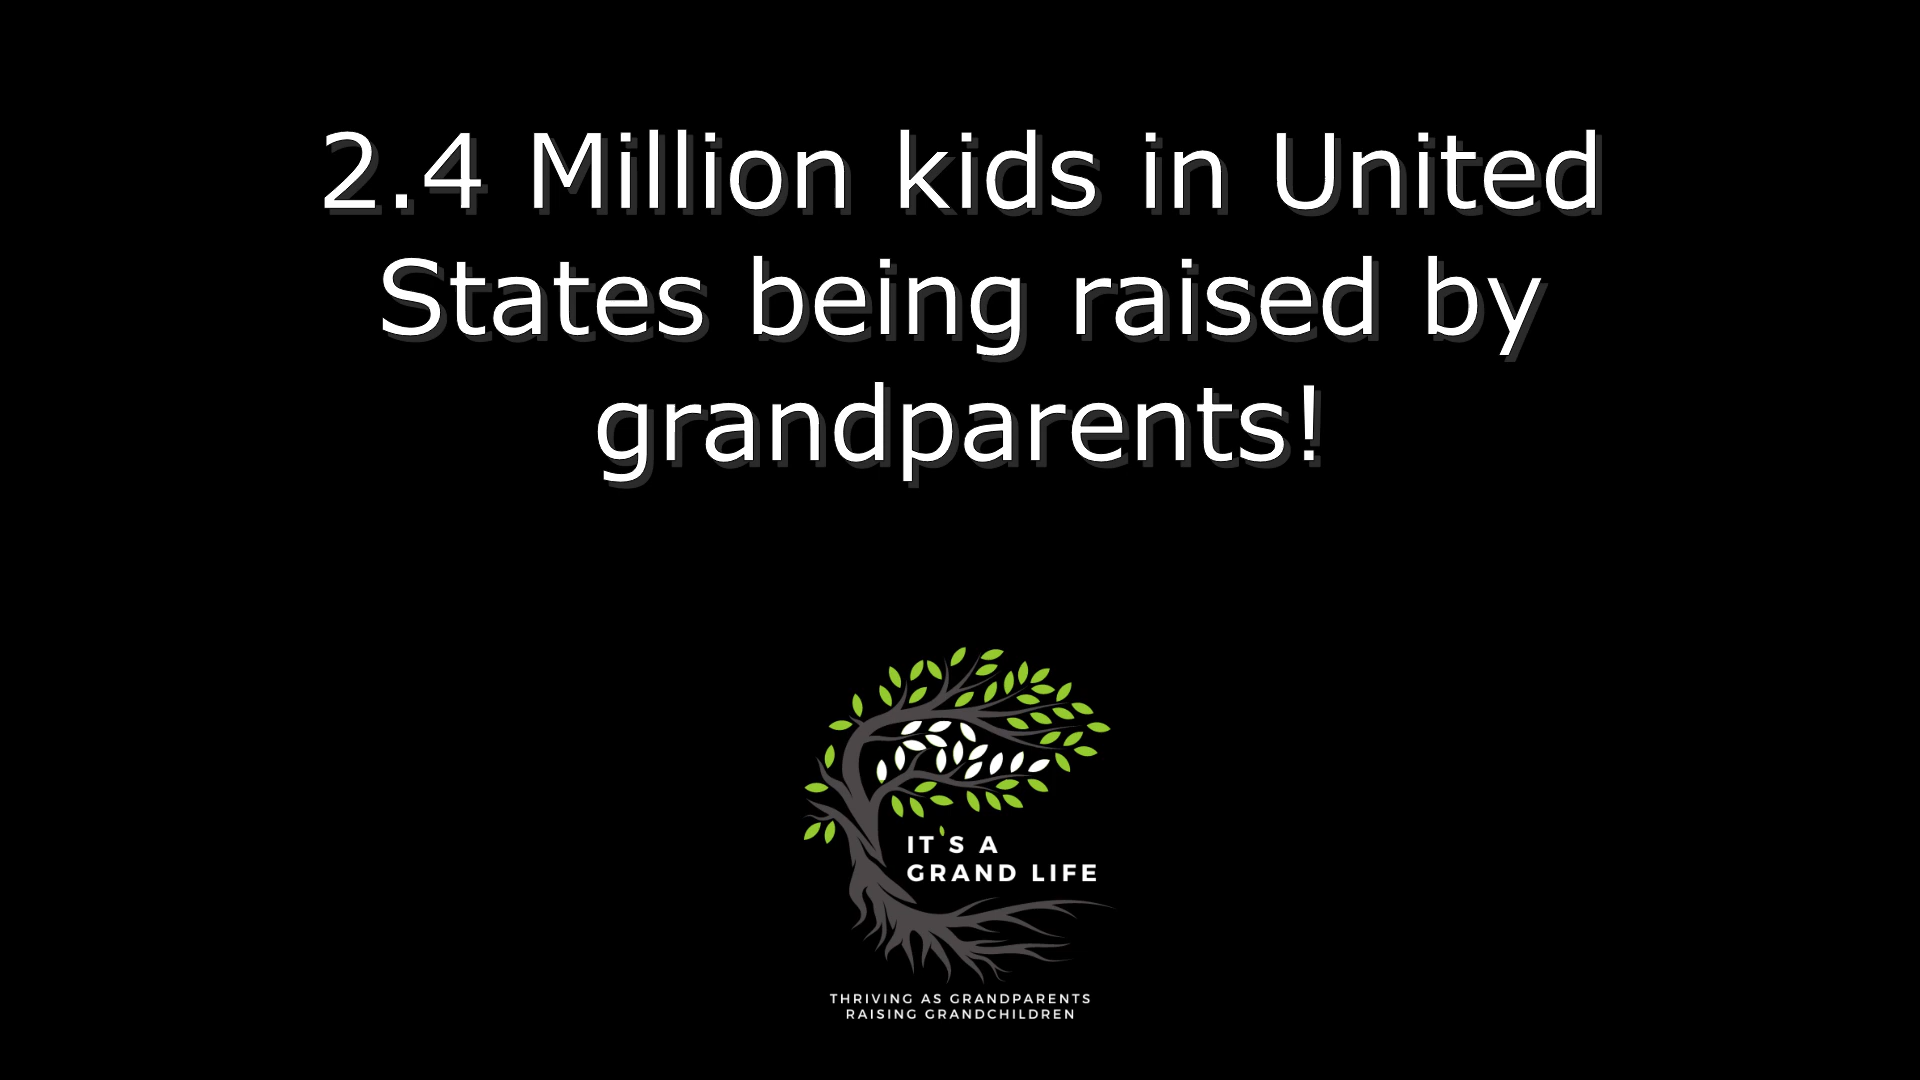 2.4 Million kids in United
States being raised by
grandparents!
IT'S A
GRAND LIFE
THRIVING AS GRANDPARENTS
RAISING GRANDCHILDREN